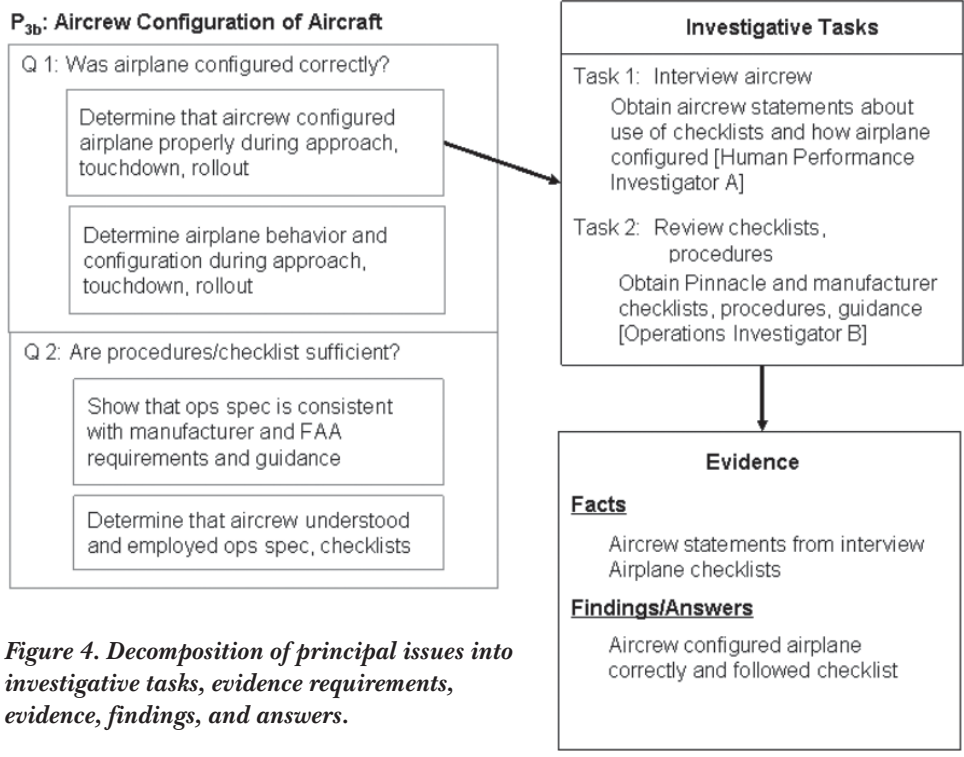 P3b: Aircrew Configuration of Aircraft
Q 1: Was airplane configured correctly?
Determine that aircrew configured
airplane properly during approach,
touchdown, rollout
Determine airplane behavior and
configuration during approach,
touchdown, rollout
Q 2: Are procedures/checklist sufficient?
Show that ops spec is consistent
with manufacturer and FAA
requirements and guidance
Determine that aircrew understood
and employed ops spec, checklists
Investigative Tasks
Task 1: Interview aircrew
Obtain aircrew statements about
use of checklists and how airplane
configured [Human Performance
Investigator A]
Task 2: Review checklists,
procedures
Obtain Pinnacle and manufacturer
checklists, procedures, guidance
[Operations Investigator B]
Evidence
Facts
Aircrew statements from interview
Airplane checklists
Findings/Answers
Aircrew configured airplane
correctly and followed checklist
Figure 4. Decomposition of principal issues into
investigative tasks, evidence requirements,
evidence, findings, and answers.